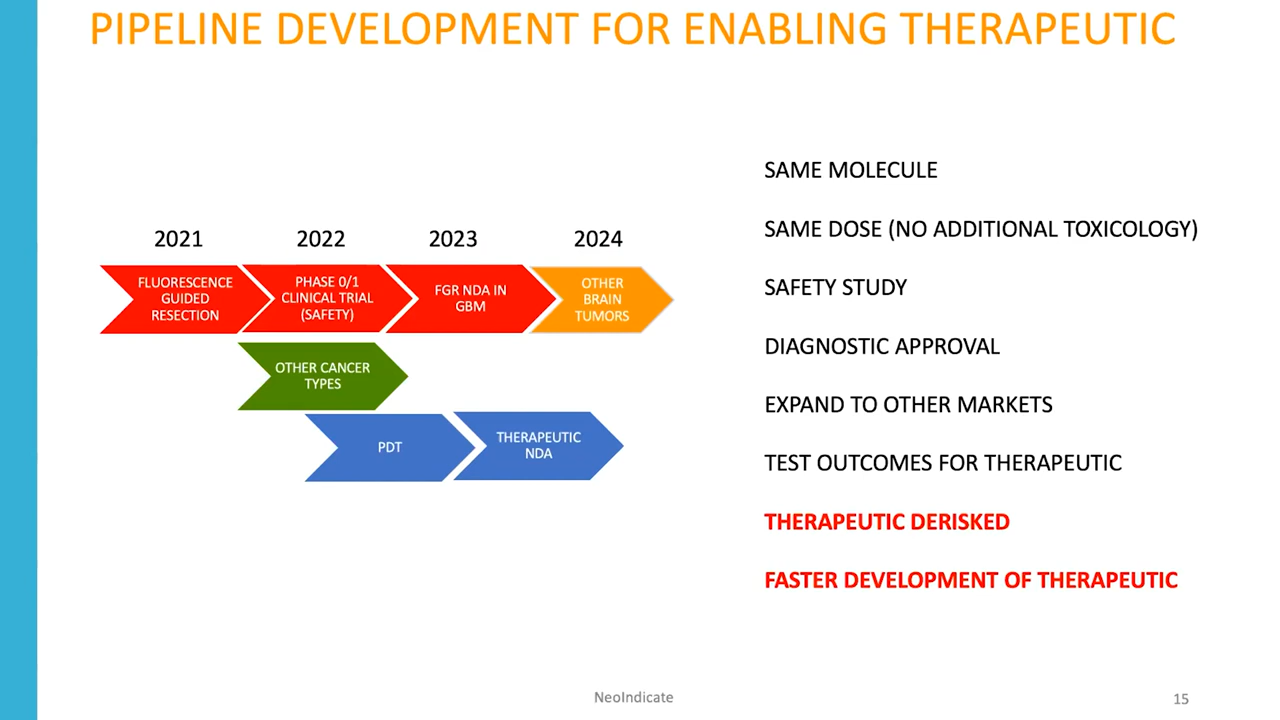 PIPELINE DEVELOPMENT FOR ENABLING THERAPEUTIC
2021
2022
2023
2024
FLUORESCENCE
GUIDED
RESECTION
PHASE 0/1
CLINICAL TRIAL
(SAFETY)
FGR NDA IN
GBM
OTHER
BRAIN
TUMORS
OTHER CANCER
TYPES
PDT
THERAPEUTIC
NDA
SAME MOLECULE
SAME DOSE (NO ADDITIONAL TOXICOLOGY)
SAFETY STUDY
DIAGNOSTIC APPROVAL
EXPAND TO OTHER MARKETS
TEST OUTCOMES FOR THERAPEUTIC
THERAPEUTIC DERISKED
FASTER DEVELOPMENT OF THERAPEUTIC
NeoIndicate
15